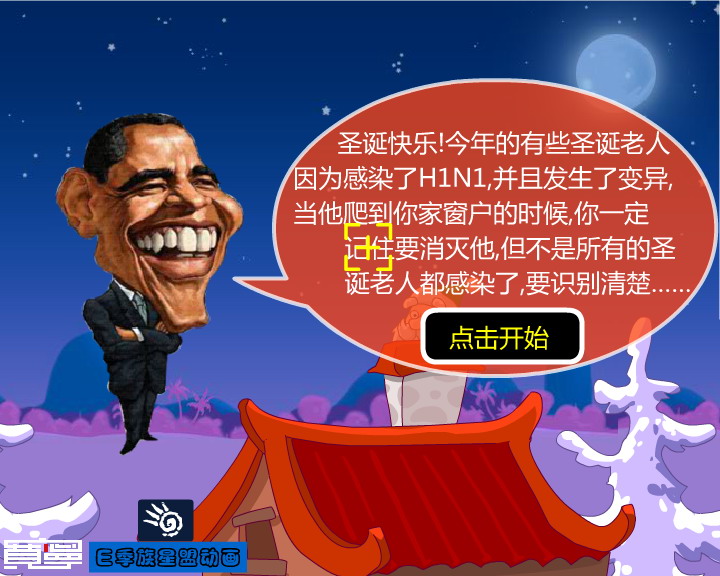 圣诞快乐!今年的有些圣诞老人
因为感染了H1N1,并且发生了变异,
当他爬到你家窗户的时候,你一定
记住要消灭他,但不是所有的圣
诞老人都感染了,要识别清楚......
点击开始
E季族星盟动画